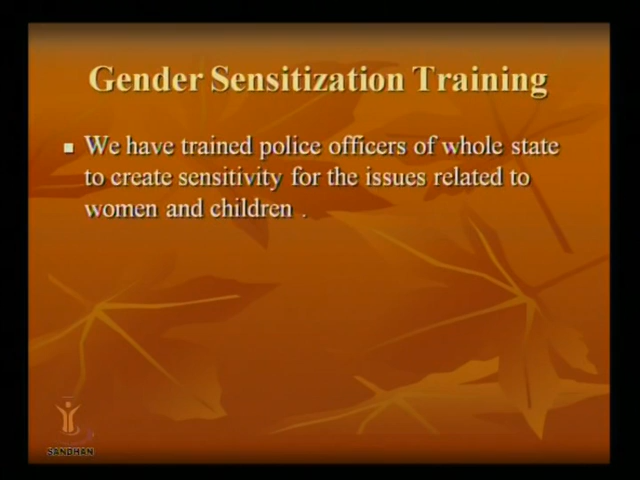 Gender Sensitization Training
We have trained police officers of whole state
to create sensitivity for the issues related to
women and children .
SANDHAN